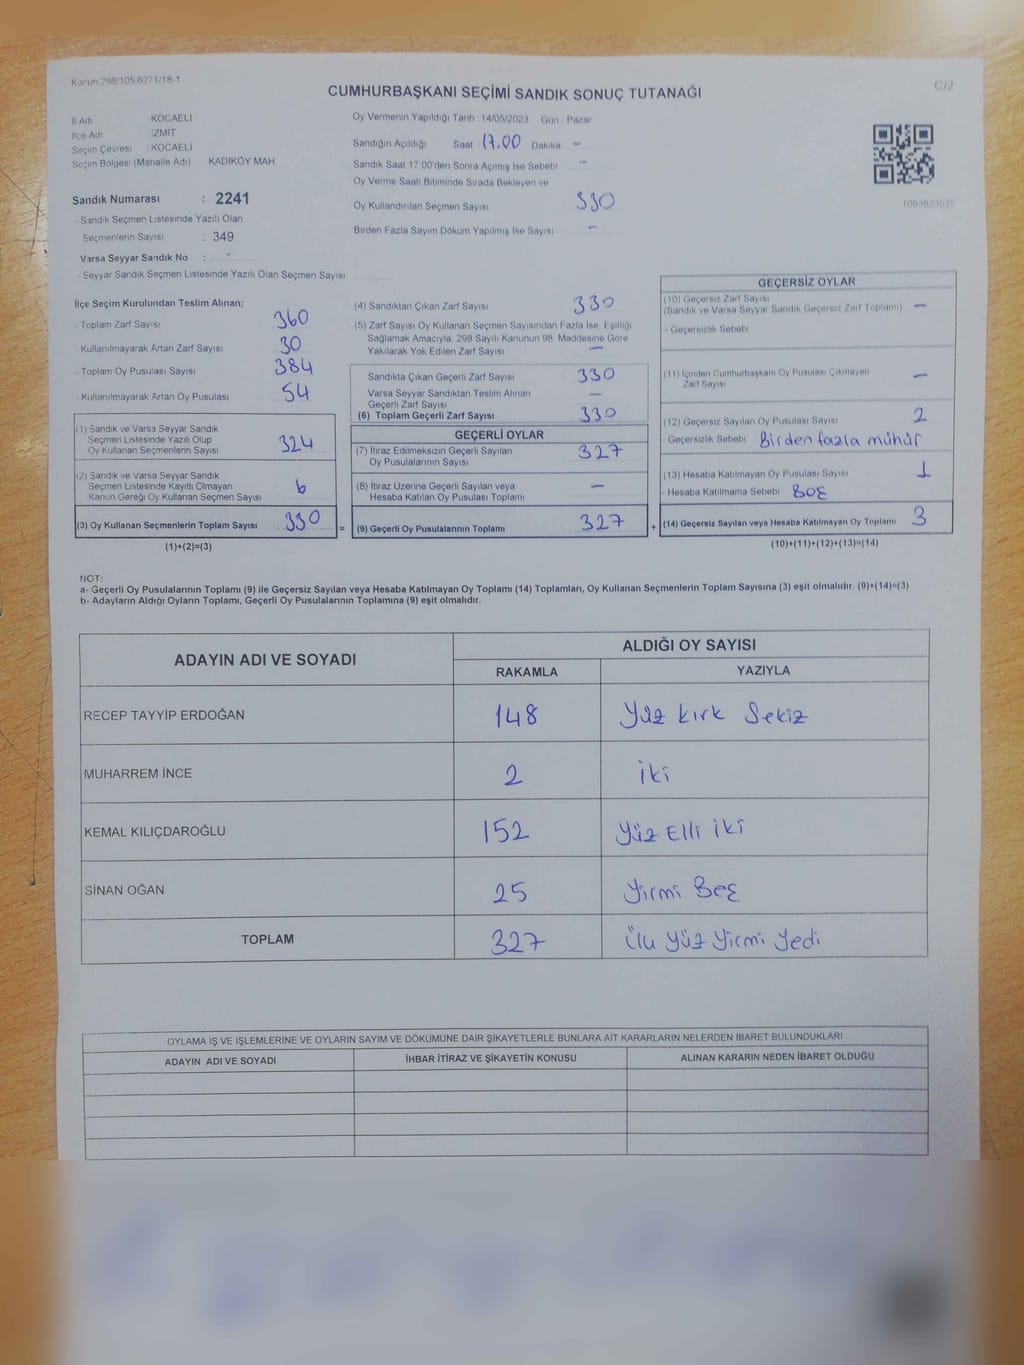 Karun 298/105.6271/18-1
C/2
CUMHURBAŞKANI SEÇİMİ SANDIK SONUÇ TUTANAĞI
İl Adı KOCAELİ
İlçe Adı İZMİT
Seçim Çevresi : KOCAELİ
Seçim Bölgesi (Mahalle Adı) KADIKÖY MAH.
Sandık Numarası : 2241
- Sandık Seçmen Listesinde Yazılı Olan
Seçmenlerin Sayısı : 349
Varsa Seyyar Sandık No : -
- Seyyar Sandık Seçmen Listesinde Yazılı Olan Seçmen Sayısı:
Oy Vermenin Yapıldığı Tarih : 14/05/2023 Gün : Pazar
Sandığın Açıldığı Saat 17.00 Dakika -
Sandık Saat 17:00'den Sonra Açımış İse Sebebi -
Oy Verme Saati Bitiminde Sırada Bekleyen ve
Oy Kullandırılan Seçmen Sayısı 330
Birden Fazla Sayım Döküm Yapılmış İse Sayısı -
İlçe Seçim Kurulundan Teslim Alınan;
- Toplam Zarf Sayısı 360
- Kullanılmayarak Artan Zarf Sayısı 30
- Toplam Oy Pusulası Sayısı 384
- Kullanılmayarak Artan Oy Pusulası 54
(1) Sandık ve Varsa Seyyar Sandık
Seçmen Listesinde Yazılı Olup
Oy Kullanan Seçmenlerin Sayısı 324
(2) Sandık ve Varsa Seyyar Sandık
Seçmen Listesinde Kayıtlı Olmayan
Kanun Gereği Oy Kullanan Seçmen Sayısı 6
(3) Oy Kullanan Seçmenlerin Toplam Sayısı 330 =
(1)+(2)=(3)
(4) Sandıktan Çıkan Zarf Sayısı 330
(5) Zarf Sayısı Oy Kullanan Seçmen Sayısından Fazla İse, Eşitliği
Sağlamak Amacıyla, 298 Sayılı Kanunun 98. Maddesine Göre
Yakılarak Yok Edilen Zarf Sayısı -
Sandıkta Çıkan Geçerli Zarf Sayısı 330
Varsa Seyyar Sandıktan Teslim Alınan
Geçerli Zarf Sayısı -
(6) Toplam Geçerli Zarf Sayısı 330
GEÇERLİ OYLAR
(7) İtiraz Edilmeksizin Geçerli Sayılan
Oy Pusulalarının Sayısı 327
(8) İtiraz Üzerine Geçerli Sayılan veya
Hesaba Katılan Oy Pusulası Toplamı -
(9) Geçerli Oy Pusulalarının Toplamı 327 +
GEÇERSİZ OYLAR
(10) Geçersiz Zarf Sayısı
(Sandık ve Varsa Seyyar Sandık Geçersiz Zarf Toplamı) -
- Geçersizlik Sebebi
(11) İçinden Cumhurbaşkanı Oy Pusulası Çıkmayan
Zarf Sayısı -
(12) Geçersiz Sayılan Oy Pusulası Sayısı 2
- Geçersizlik Sebebi Birden fazla mühür
(13) Hesaba Katılmayan Oy Pusulası Sayısı 1
- Hesaba Katılmama Sebebi BOŞ
(14) Geçersiz Sayılan veya Hesaba Katılmayan Oy Toplamı 3
(10)+(11)+(12)+(13)=(14)
NOT:
a- Geçerli Oy Pusulalarının Toplamı (9) ile Geçersiz Sayılan veya Hesaba Katılmayan Oy Toplamı (14) Toplamları, Oy Kullanan Seçmenlerin Toplam Sayısına (3) eşit olmalıdır. (9)+(14)=(3)
b- Adayların Aldığı Oyların Toplamı, Geçerli Oy Pusulalarının Toplamına (9) eşit olmalıdır.
ADAYIN ADI VE SOYADI ALDIĞI OY SAYISI
RAKAMLA YAZIYLA
RECEP TAYYİP ERDOĞAN 148 Yüz kırk Sekiz
MUHARREM İNCE 2 İki
KEMAL KILIÇDAROĞLU 152 Yüz Elli iki
SİNAN OĞAN 25 Yirmi Beş
TOPLAM 327 Üç Yüz Yirmi Yedi
OYLAMA İŞ VE İŞLEMLERİNE VE OYLARIN SAYIM VE DÖKÜMÜNE DAİR ŞİKAYETLERLE BUNLARA AİT KARARLARIN NELERDEN İBARET BULUNDUKLARI
ADAYIN ADI VE SOYADI İHBAR İTİRAZ VE ŞİKAYETİN KONUSU ALINAN KARARIN NEDEN İBARET OLDUĞU